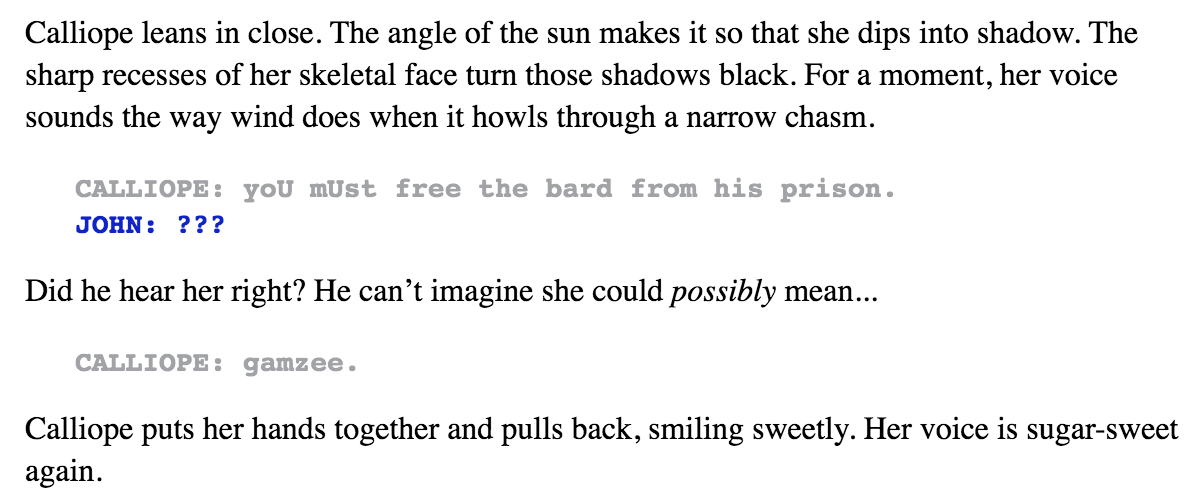 Calliope leans in close. The angle of the sun makes it so that she dips into shadow. The
sharp recesses of her skeletal face turn those shadows black. For a moment, her voice
sounds the way wind does when it howls through a narrow chasm.
CALLIOPE: yoU mUst free the bard from his prison.
JOHN: ???
Did he hear her right? He can’t imagine she could possibly mean...
CALLIOPE: gamzee.
Calliope puts her hands together and pulls back, smiling sweetly. Her voice is sugar-sweet
again.